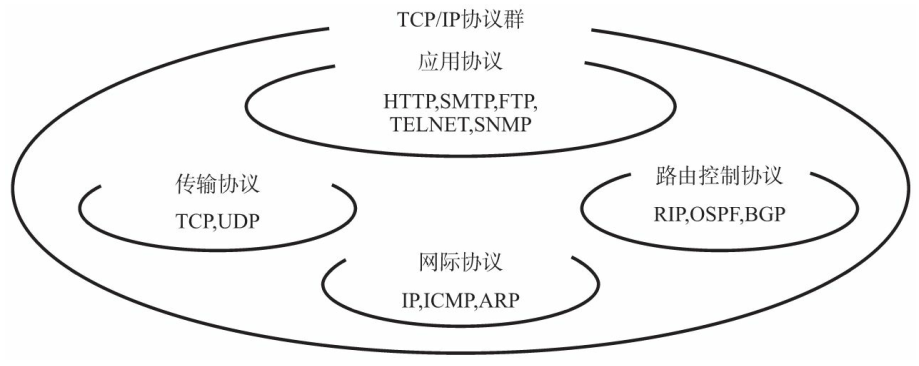 TCP/IP协议群
应用协议
HTTP,SMTP,FTP,
TELNET,SNMP
传输协议
TCP,UDP
路由控制协议
RIP,OSPF,BGP
网际协议
IP,ICMP,ARP